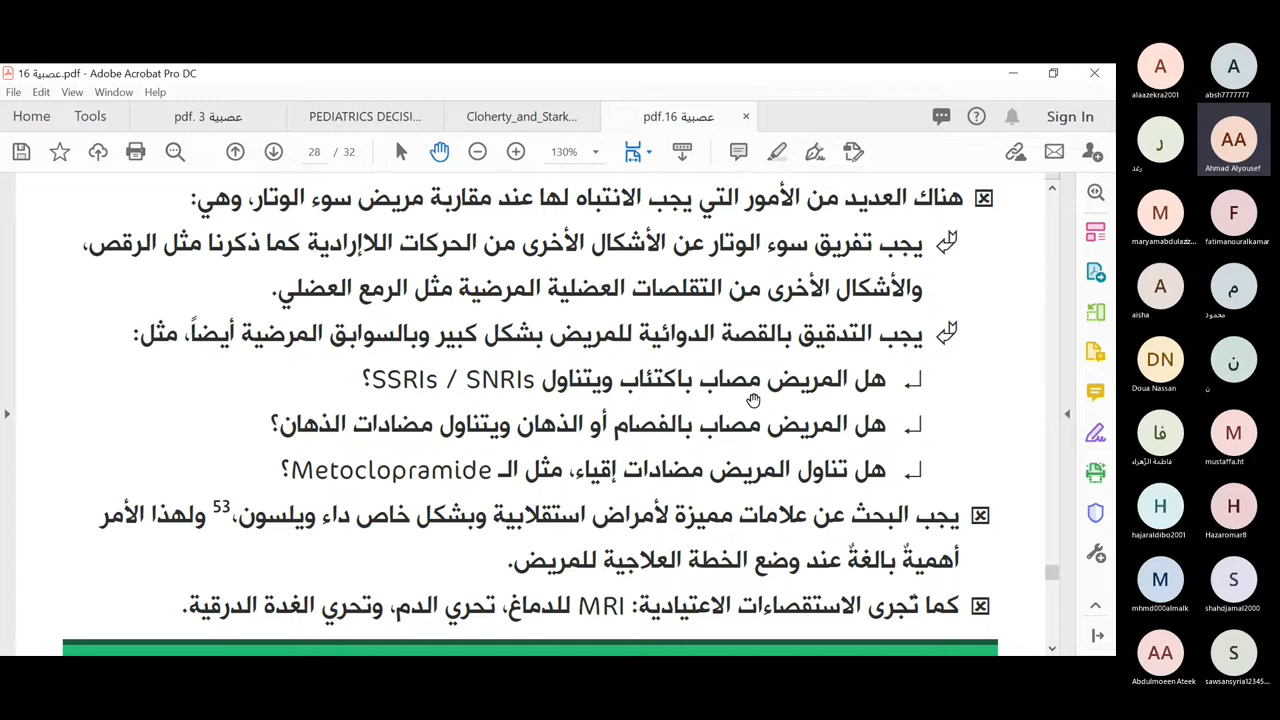 عصبية 16.pdf - Adobe Acrobat Pro DC
File Edit View Window Help
Home Tools
عصبية 3 .pdf
PEDIATRICS DECISI...
Cloherty_and_Stark...
عصبية 16.pdf ×
Sign In
28 / 32
130%
هناك العديد من الأمور التي يجب الانتباه لها عند مقاربة مريض سوء الوتار، وهي:
يجب تفريق سوء الوتار عن الأشكال الأخرى من الحركات اللاإرادية كما ذكرنا مثل الرقص،
والأشكال الأخرى من التقلصات العضلية المرضية مثل الرمع العضلي.
يجب التدقيق بالقصة الدوائية للمريض بشكل كبير وبالسوابق المرضية أيضاً، مثل:
هل المريض مصاب باكتئاب ويتناول SSRIs / SNRIs؟
هل المريض مصاب بالفصام أو الذهان ويتناول مضادات الذهان؟
هل تناول المريض مضادات إقياء، مثل الـ Metoclopramide؟
يجب البحث عن علامات مميزة لأمراض استقلابية وبشكل خاص داء ويلسون،53 ولهذا الأمر
أهميةٌ بالغةٌ عند وضع الخطة العلاجية للمريض.
كما تُجرى الاستقصاءات الاعتيادية: MRI للدماغ، تحري الدم، وتحري الغدة الدرقية.
A
alaazekra2001
A
absh7777777
ر
رغد
AA
Ahmad Alyousef
M
maryamabdulaziz...
F
fatimanouralkamar
A
aisha
م
محمود
DN
Doua Nassan
ن
ن
فا
فاطمة الزهراء
M
mustaffa.ht
H
hajaraldibo2001
H
Hazaromar8
M
mhmd000almalk
S
shahdjamal2000
AA
Abdulmoeen Ateek
S
sawsansyria12345...